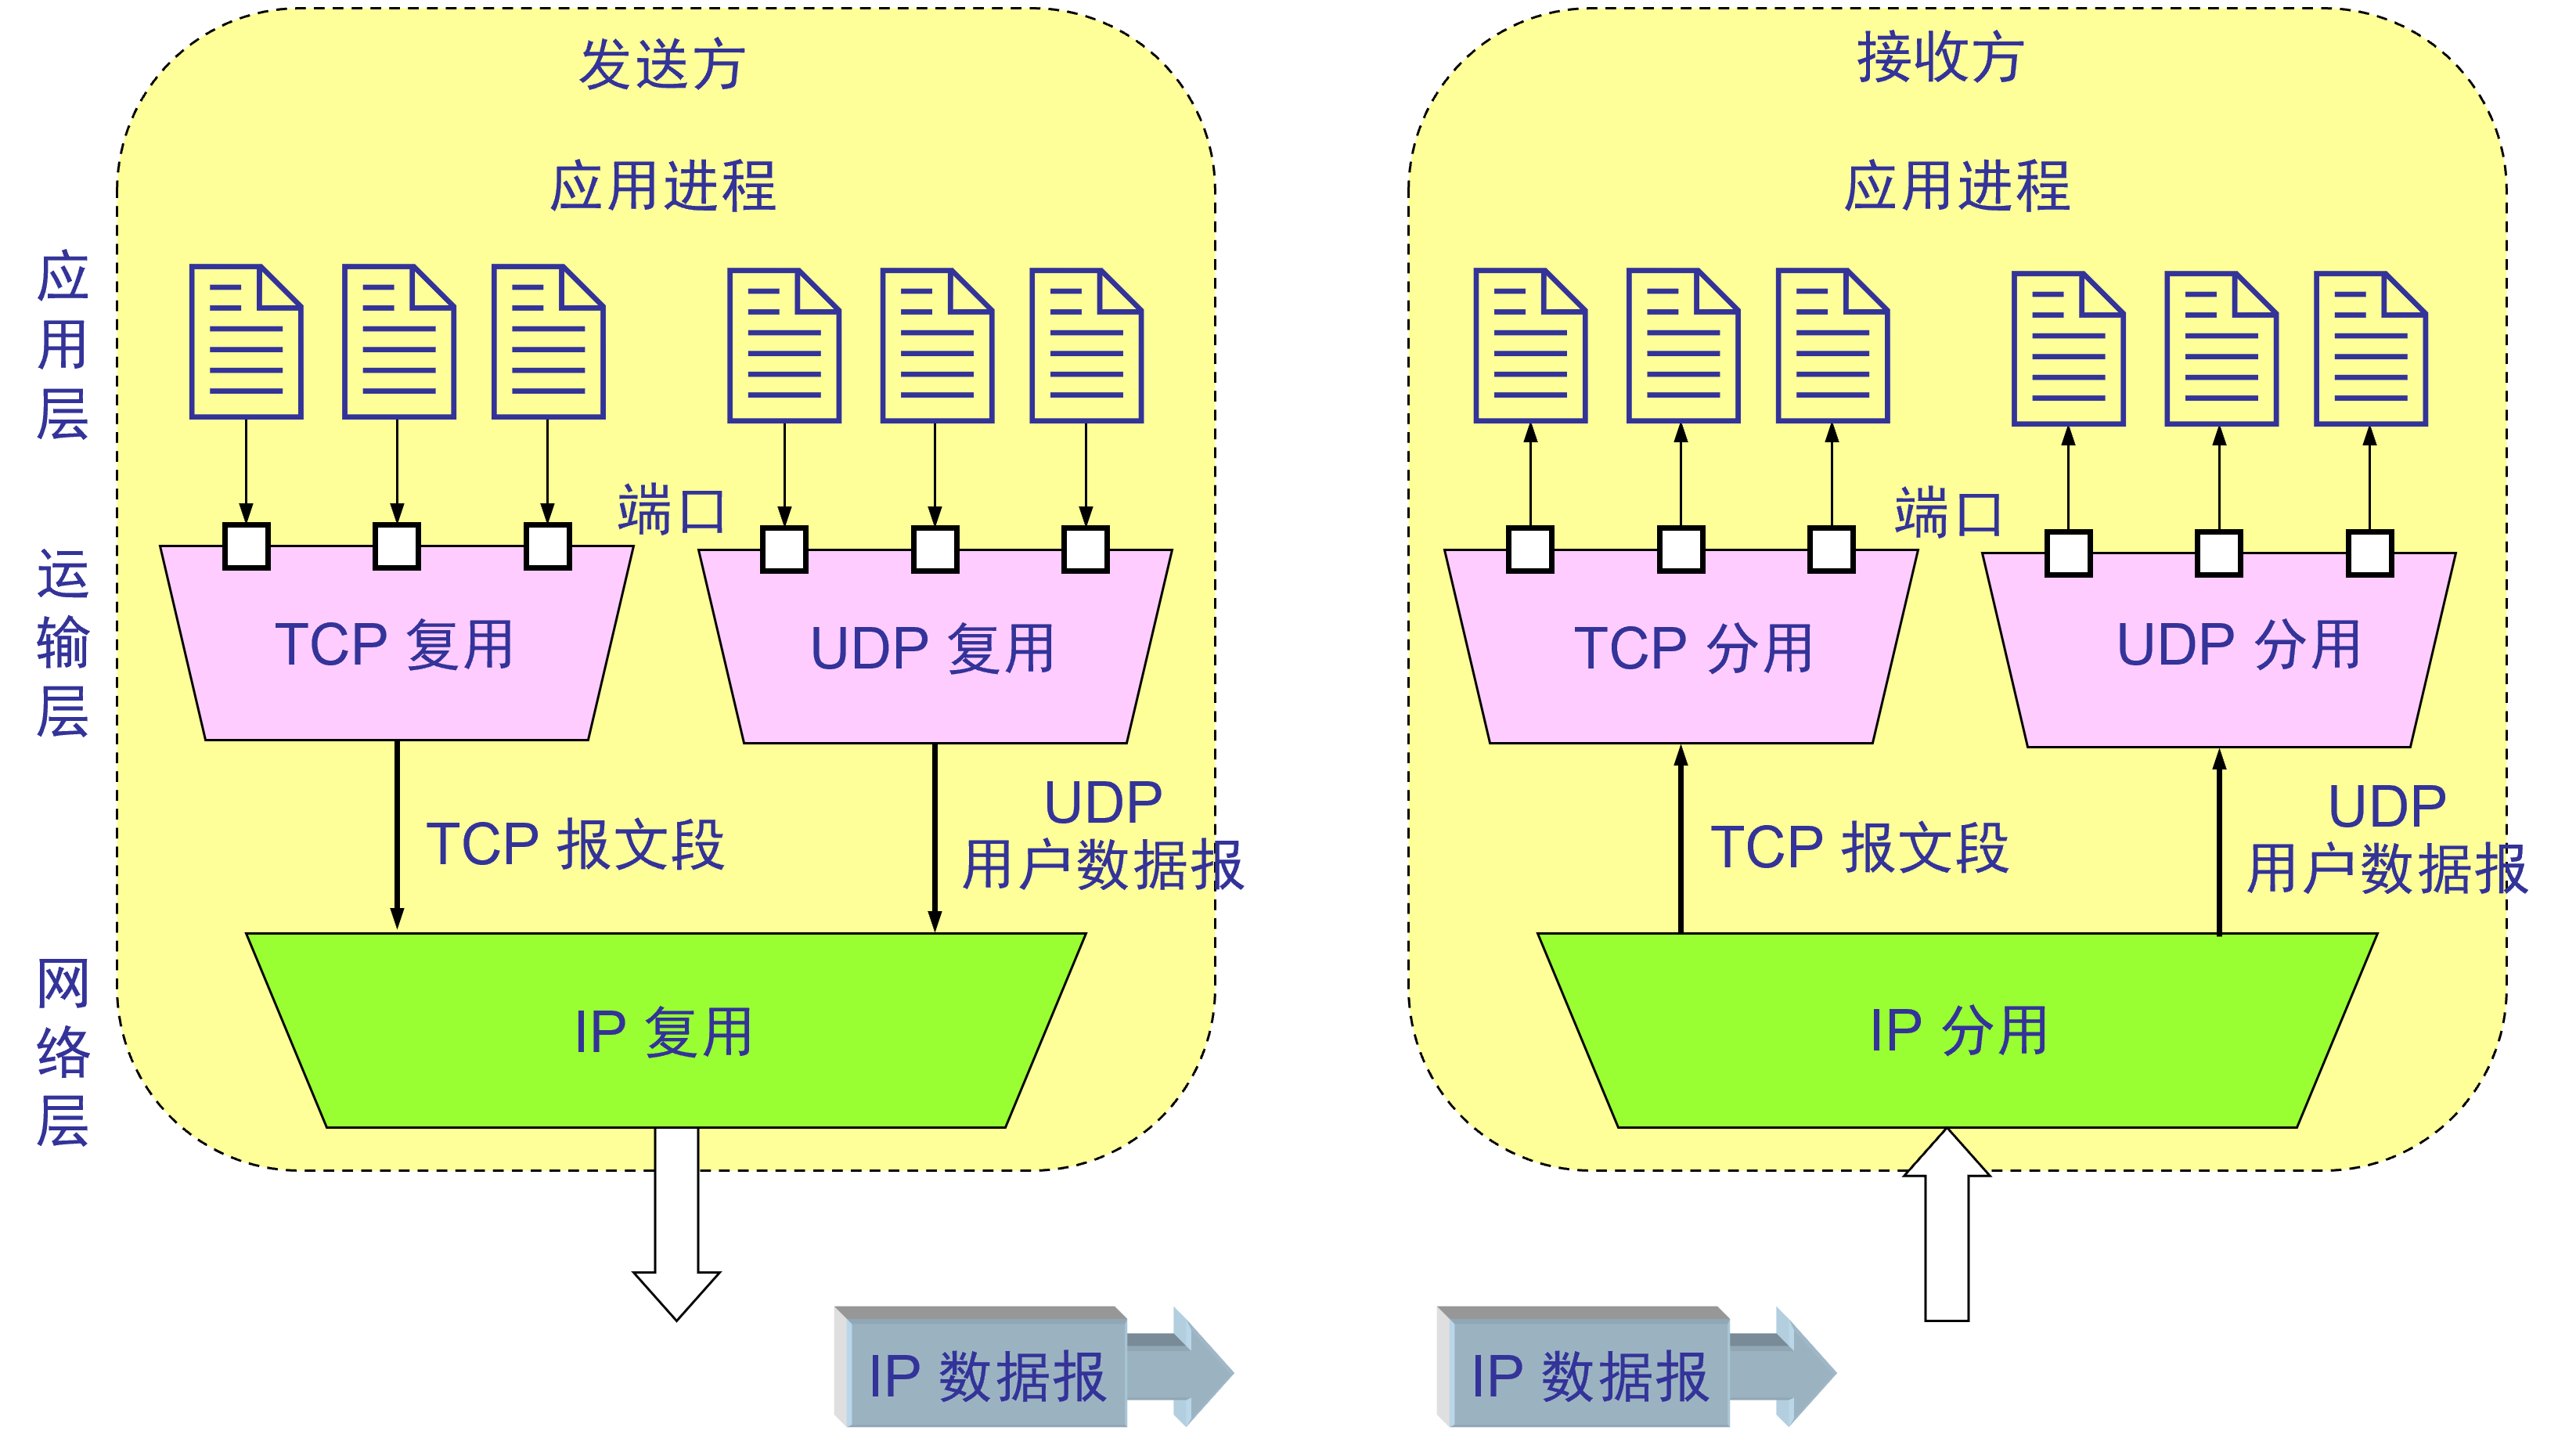 发送方
应用进程
应用层
端口
运输层
TCP 复用
UDP 复用
TCP 报文段
UDP
用户数据报
网络层
IP 复用
IP 数据报
接收方
应用进程
端口
TCP 分用
UDP 分用
TCP 报文段
UDP
用户数据报
IP 分用
IP 数据报